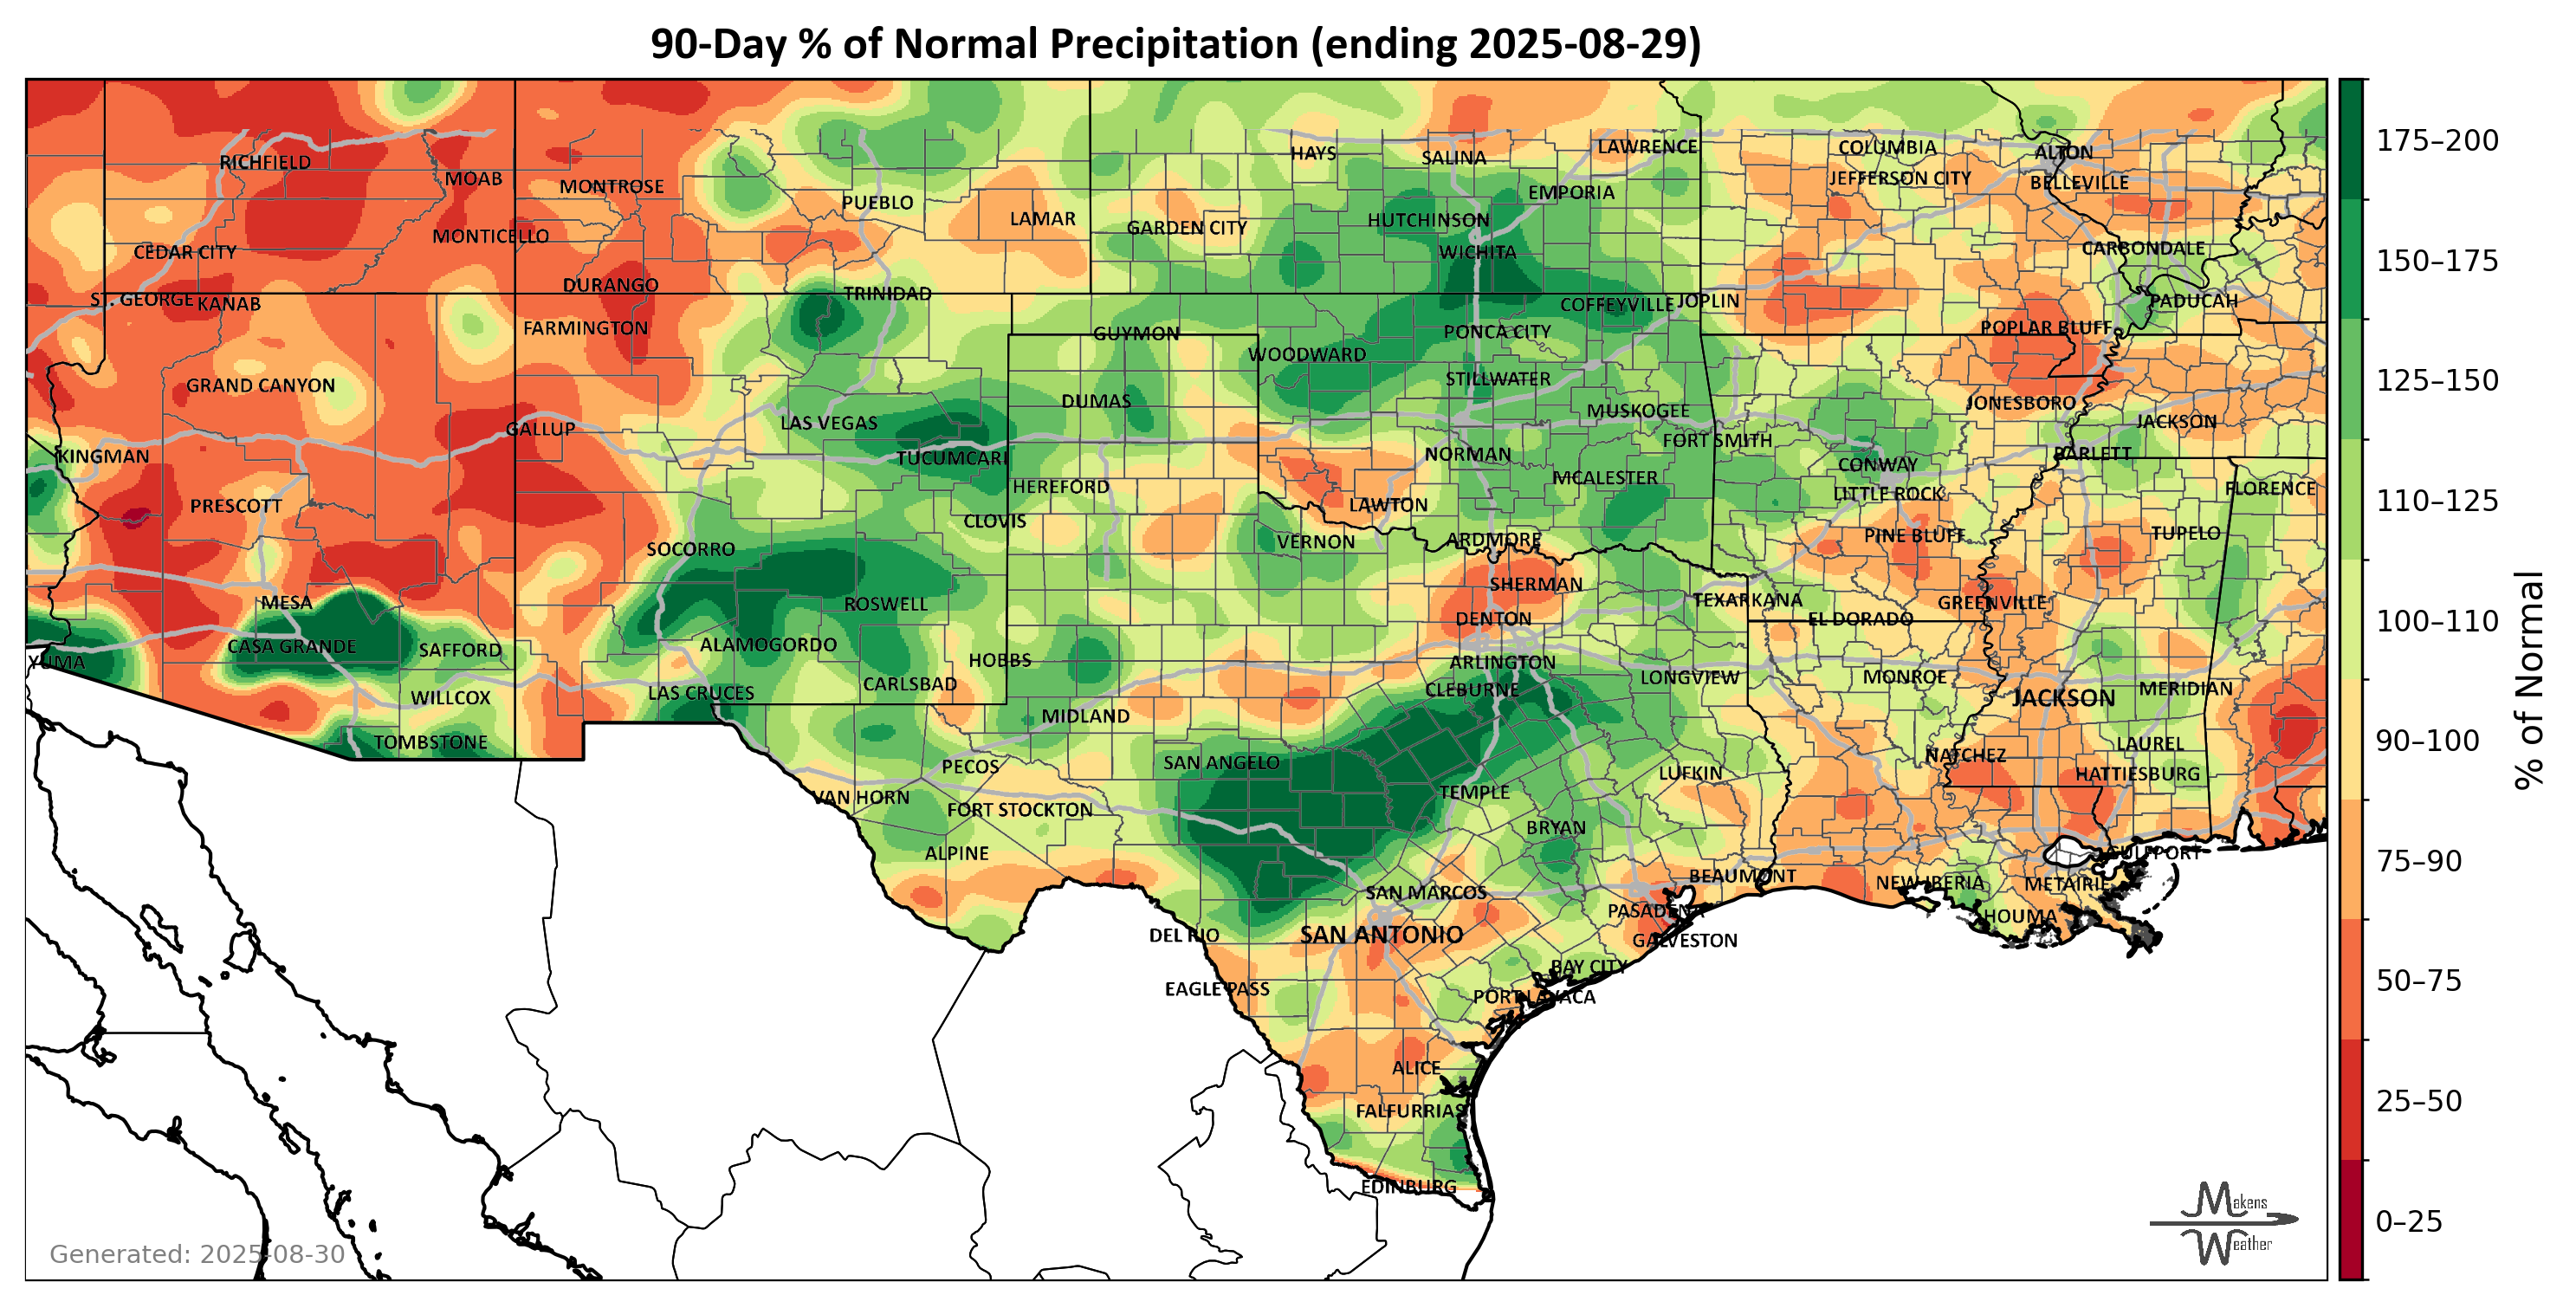 90-Day % of Normal Precipitation (ending 2025-08-29)
RICHFIELD
MOAB
MONTROSE
PUEBLO
LAMAR
GARDEN CITY
HAYS
SALINA
LAWRENCE
EMPORIA
HUTCHINSON
WICHITA
COLUMBIA
JEFFERSON CITY
ALTON
BELLEVILLE
CARBONDALE
PADUCAH
CEDAR CITY
MONTICELLO
ST. GEORGE
KANAB
DURANGO
TRINIDAD
FARMINGTON
GUYMON
COFFEYVILLE
JOPLIN
PONCA CITY
WOODWARD
STILLWATER
POPLAR BLUFF
GRAND CANYON
GALLUP
LAS VEGAS
DUMAS
MUSKOGEE
FORT SMITH
JONESBORO
JACKSON
BARLETT
KINGMAN
TUCUMCARI
NORMAN
MCALESTER
CONWAY
LITTLE ROCK
FLORENCE
PRESCOTT
HEREFORD
CLOVIS
LAWTON
VERNON
ARDMORE
PINE BLUFF
TUPELO
SOCORRO
SHERMAN
MESA
ROSWELL
DENTON
TEXARKANA
EL DORADO
GREENVILLE
CASA GRANDE
SAFFORD
YUMA
ALAMOGORDO
HOBBS
ARLINGTON
CLEBURNE
LONGVIEW
MONROE
JACKSON
MERIDIAN
WILLCOX
LAS CRUCES
CARLSBAD
MIDLAND
TOMBSTONE
PECOS
SAN ANGELO
TEMPLE
LUFKIN
NATCHEZ
LAUREL
HATTIESBURG
VAN HORN
FORT STOCKTON
BRYAN
ALPINE
SAN MARCOS
BEAUMONT
NEW IBERIA
METAIRIE
GULFPORT
PASADENA
HOUMA
DEL RIO
SAN ANTONIO
GALVESTON
BAY CITY
EAGLE PASS
PORT LAVACA
ALICE
FALFURRIAS
EDINBURG
175–200
150–175
125–150
110–125
100–110
90–100
75–90
50–75
25–50
0–25
% of Normal
Generated: 2025-08-30
Makens
Weather